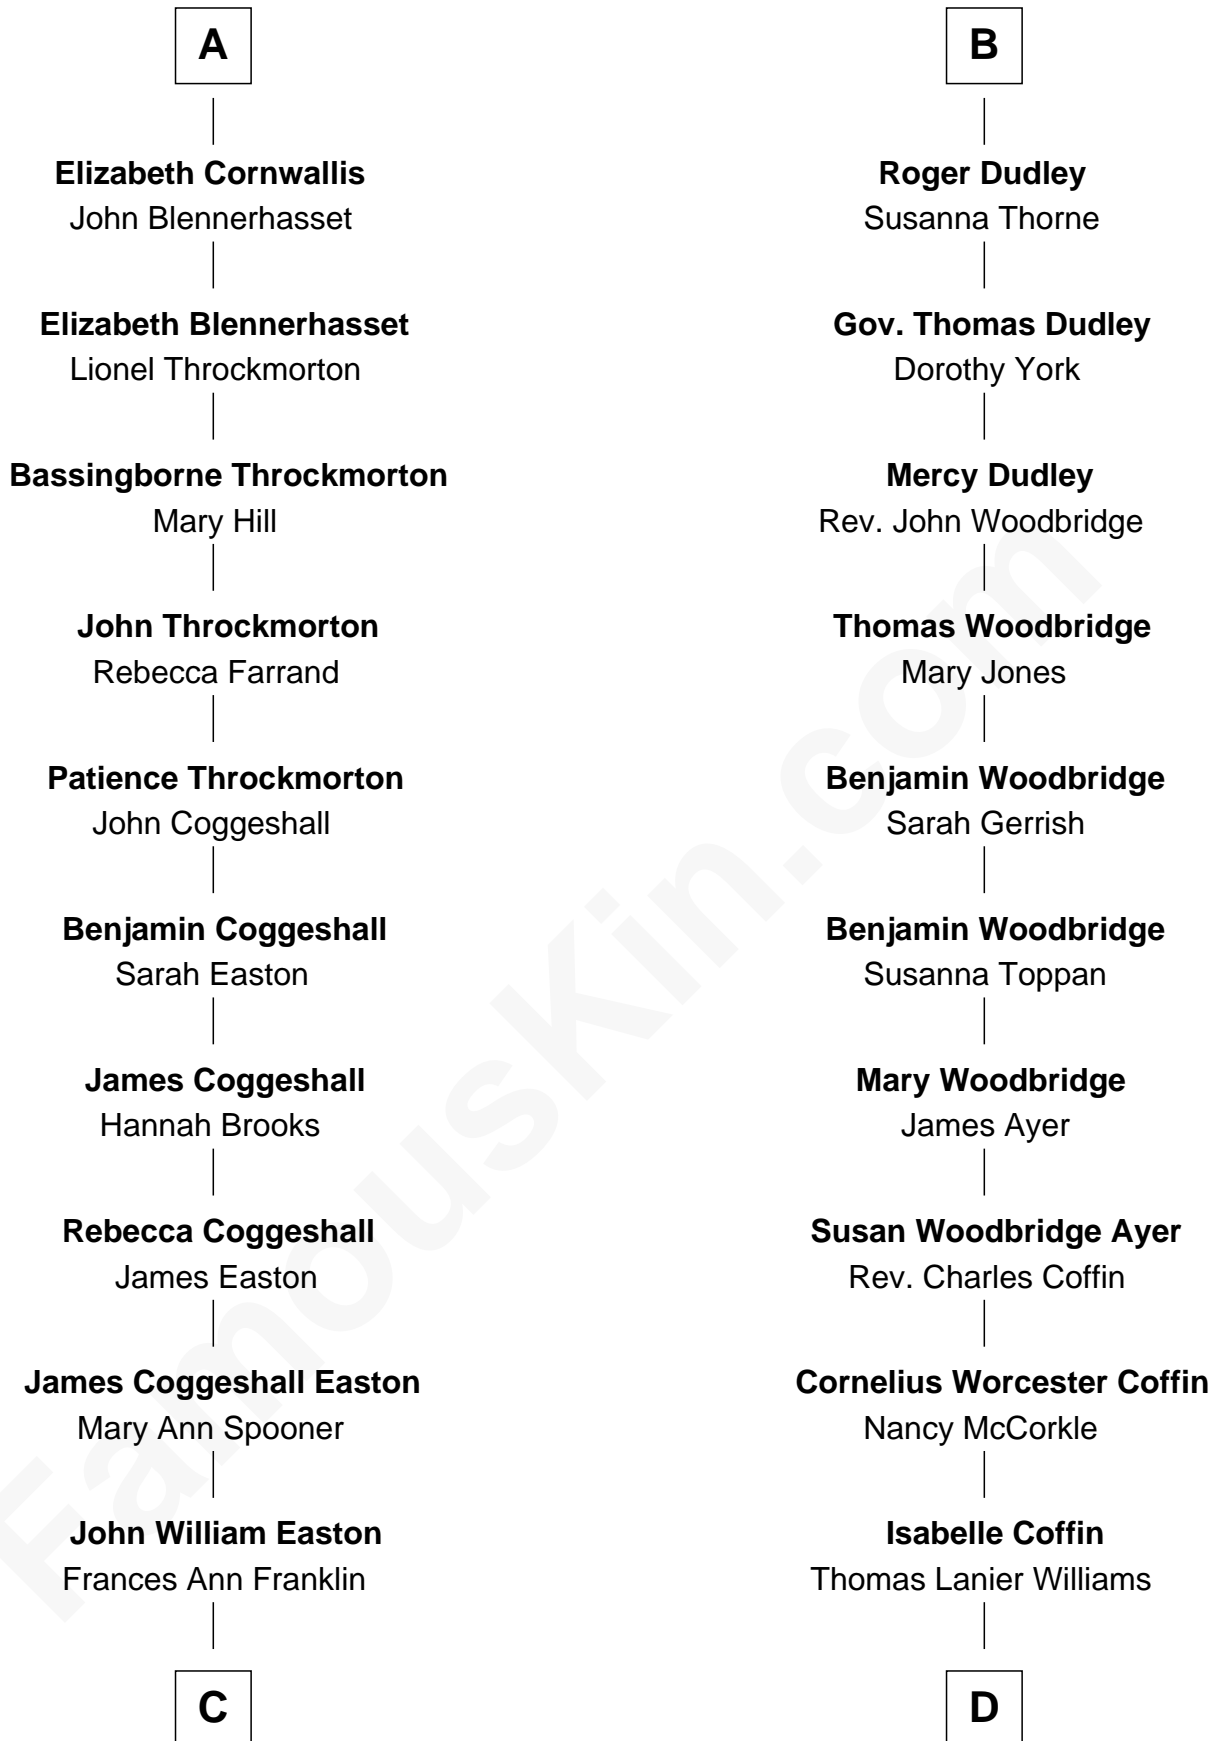 A
Elizabeth Cornwallis
John Blennerhasset
Elizabeth Blennerhasset
Lionel Throckmorton
Bassingborne Throckmorton
Mary Hill
John Throckmorton
Rebecca Farrand
Patience Throckmorton
John Coggeshall
Benjamin Coggeshall
Sarah Easton
James Coggeshall
Hannah Brooks
Rebecca Coggeshall
James Easton
James Coggeshall Easton
Mary Ann Spooner
John William Easton
Frances Ann Franklin
C
B
Roger Dudley
Susanna Thorne
Gov. Thomas Dudley
Dorothy York
Mercy Dudley
Rev. John Woodbridge
Thomas Woodbridge
Mary Jones
Benjamin Woodbridge
Sarah Gerrish
Benjamin Woodbridge
Susanna Toppan
Mary Woodbridge
James Ayer
Susan Woodbridge Ayer
Rev. Charles Coffin
Cornelius Worcester Coffin
Nancy McCorkle
Isabelle Coffin
Thomas Lanier Williams
D
FamousKin.com